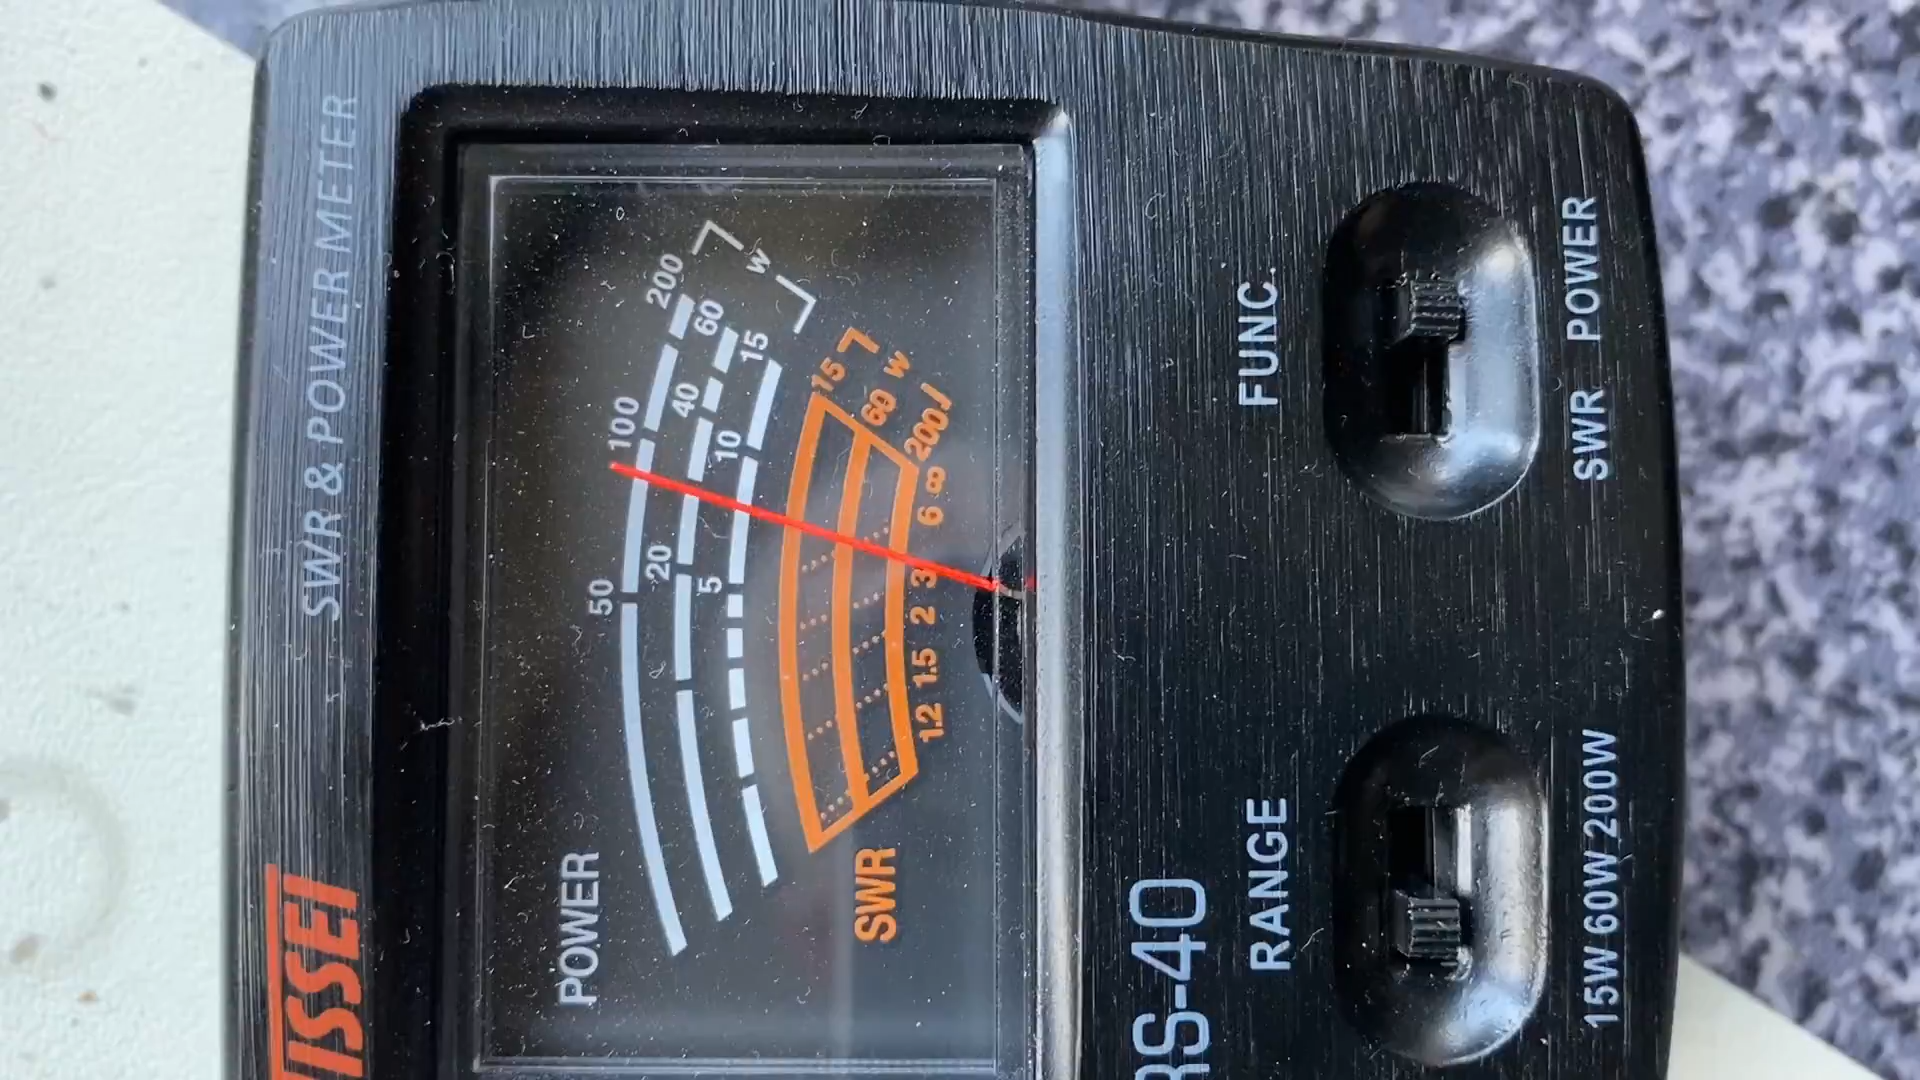 SWR & POWER METER
ISSEI
POWER
50 100 200
20 40 60
5 10 15
W
SWR
15
60 W
200
1.2 1.5 2 3 6 ∞
RS-40
FUNC.
SWR POWER
RANGE
15W 60W 200W